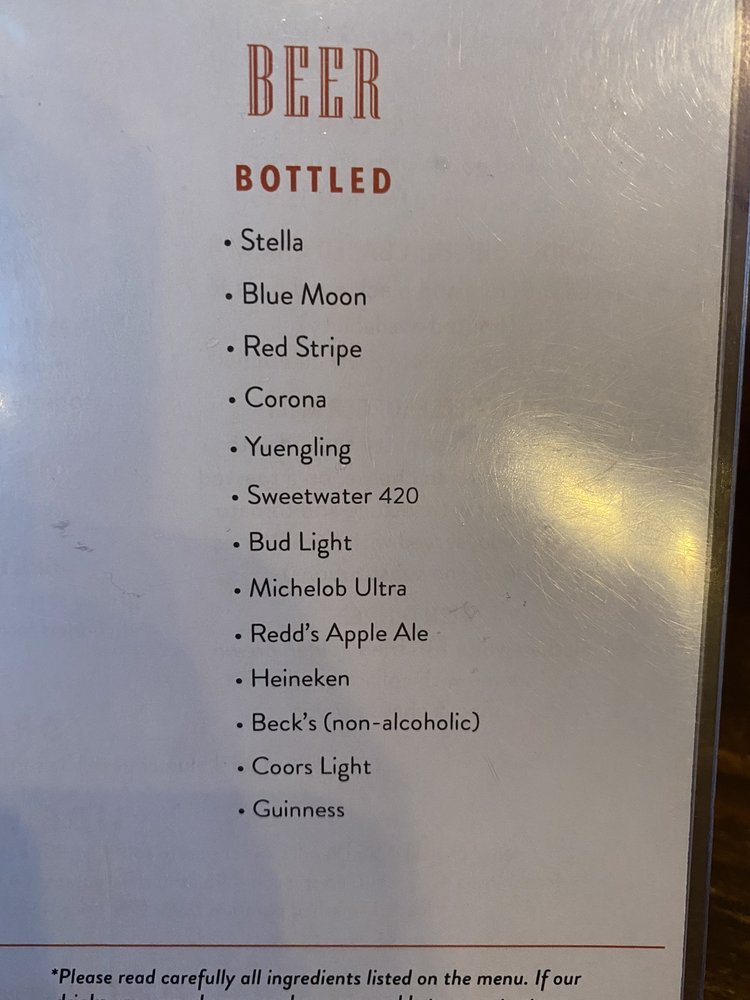 BEER
BOTTLED
• Stella
• Blue Moon
• Red Stripe
• Corona
• Yuengling
• Sweetwater 420
• Bud Light
• Michelob Ultra
• Redd's Apple Ale
• Heineken
• Beck's (non-alcoholic)
• Coors Light
• Guinness
*Please read carefully all ingredients listed on the menu. If our